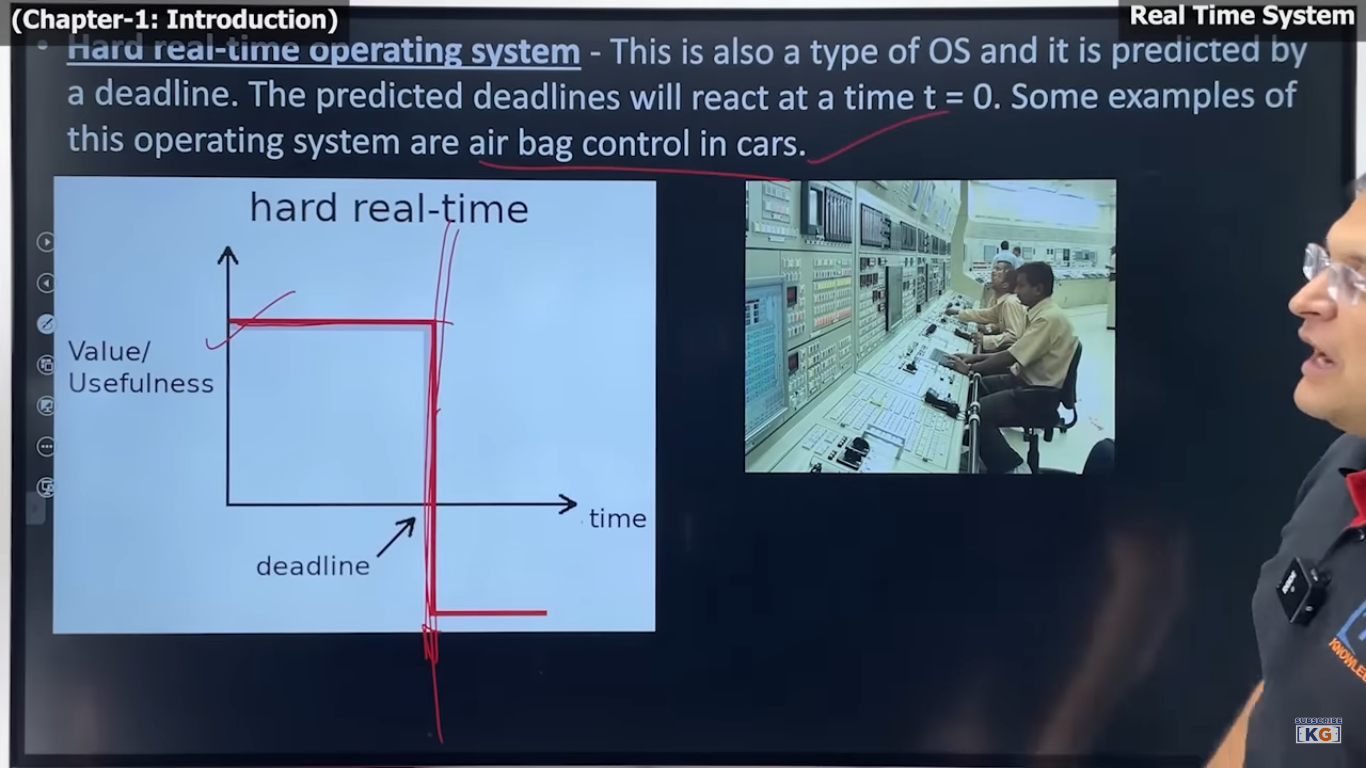 (Chapter-1: Introduction)
Real Time System
• Hard real-time operating system - This is also a type of OS and it is predicted by
a deadline. The predicted deadlines will react at a time t = 0. Some examples of
this operating system are air bag control in cars.
hard real-time
Value/
Usefulness
time
deadline
SUBSCRIBE
KG